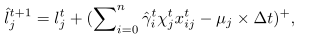 \hat{l}_j^{t+1} = l_j^t + (\sum_{i=0}^{n} \hat{\gamma}_i^t \chi_j^t x_{ij}^t - \mu_j \times \Delta t)^+,